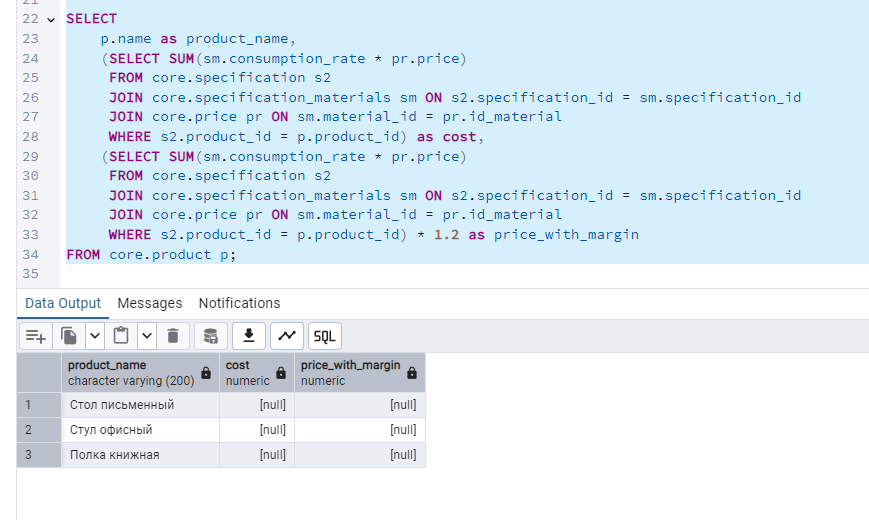 21
22 SELECT
23 p.name as product_name,
24 (SELECT SUM(sm.consumption_rate * pr.price)
25 FROM core.specification s2
26 JOIN core.specification_materials sm ON s2.specification_id = sm.specification_id
27 JOIN core.price pr ON sm.material_id = pr.id_material
28 WHERE s2.product_id = p.product_id) as cost,
29 (SELECT SUM(sm.consumption_rate * pr.price)
30 FROM core.specification s2
31 JOIN core.specification_materials sm ON s2.specification_id = sm.specification_id
32 JOIN core.price pr ON sm.material_id = pr.id_material
33 WHERE s2.product_id = p.product_id) * 1.2 as price_with_margin
34 FROM core.product p;
35
Data Output Messages Notifications
SQL
product_name cost price_with_margin
character varying (200) numeric numeric
1 Стол письменный [null] [null]
2 Стул офисный [null] [null]
3 Полка книжная [null] [null]